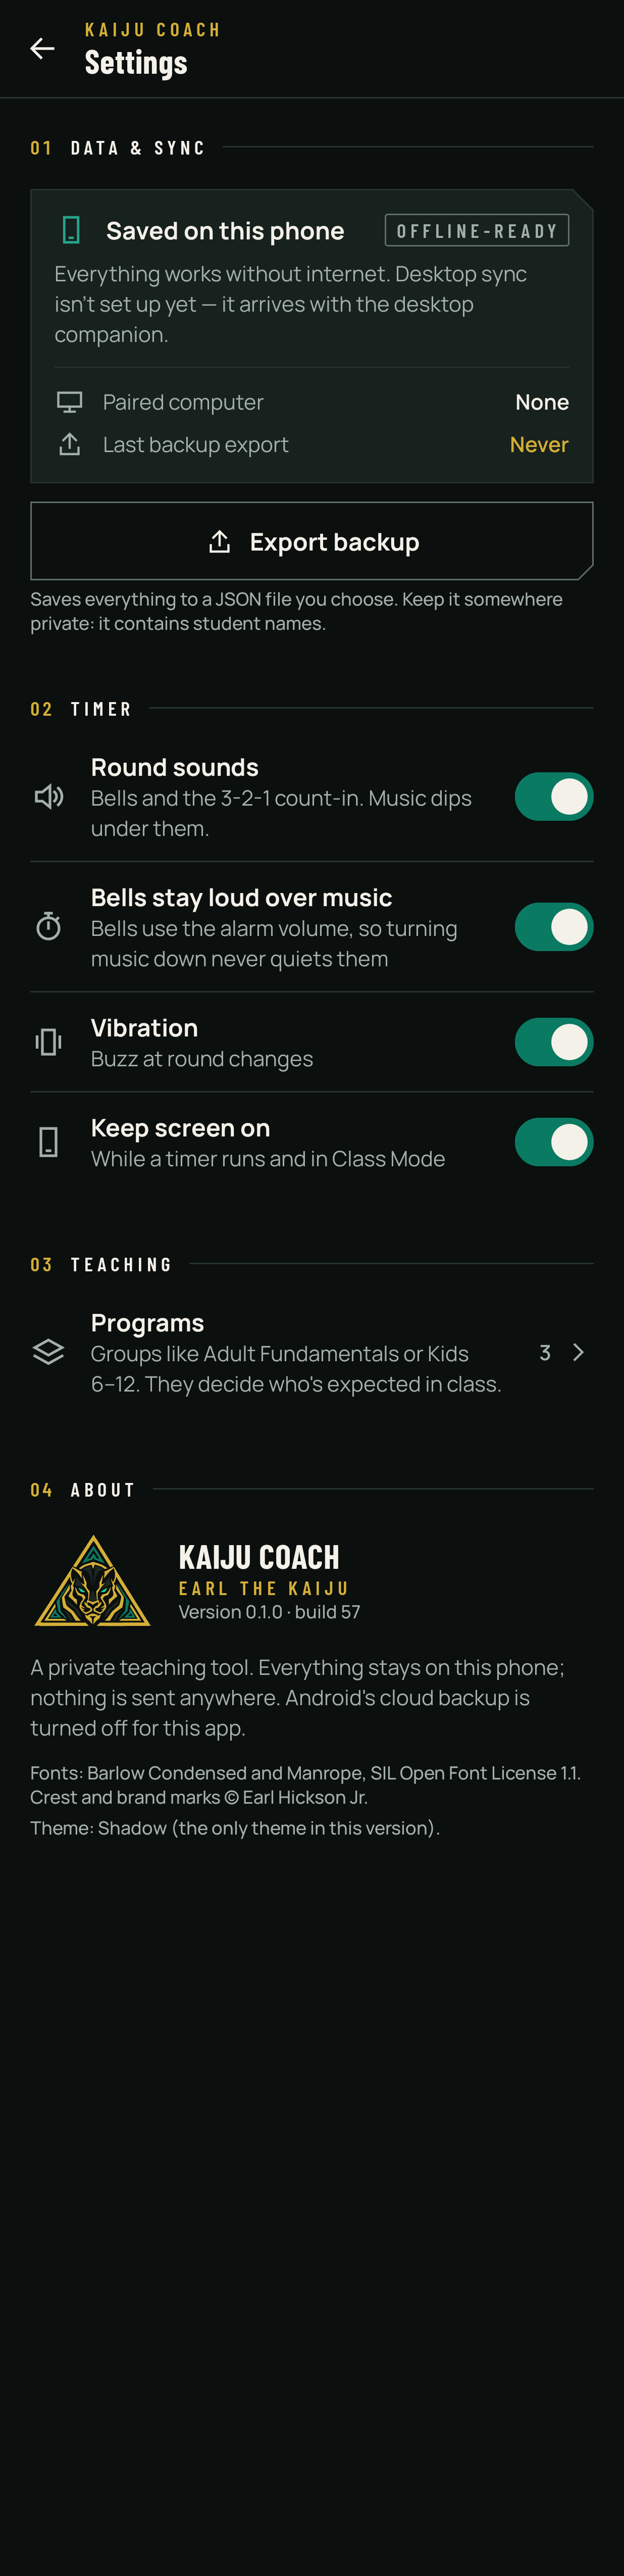 KAIJU COACH
Settings
01 DATA & SYNC
Saved on this phone
OFFLINE-READY
Everything works without internet. Desktop sync
isn't set up yet — it arrives with the desktop
companion.
Paired computer None
Last backup export Never
Export backup
Saves everything to a JSON file you choose. Keep it somewhere
private: it contains student names.
02 TIMER
Round sounds
Bells and the 3-2-1 count-in. Music dips
under them.
Bells stay loud over music
Bells use the alarm volume, so turning
music down never quiets them
Vibration
Buzz at round changes
Keep screen on
While a timer runs and in Class Mode
03 TEACHING
Programs
Groups like Adult Fundamentals or Kids
6–12. They decide who's expected in class.
3
04 ABOUT
KAIJU COACH
EARL THE KAIJU
Version 0.1.0 · build 57
A private teaching tool. Everything stays on this phone;
nothing is sent anywhere. Android's cloud backup is
turned off for this app.
Fonts: Barlow Condensed and Manrope, SIL Open Font License 1.1.
Crest and brand marks © Earl Hickson Jr.
Theme: Shadow (the only theme in this version).